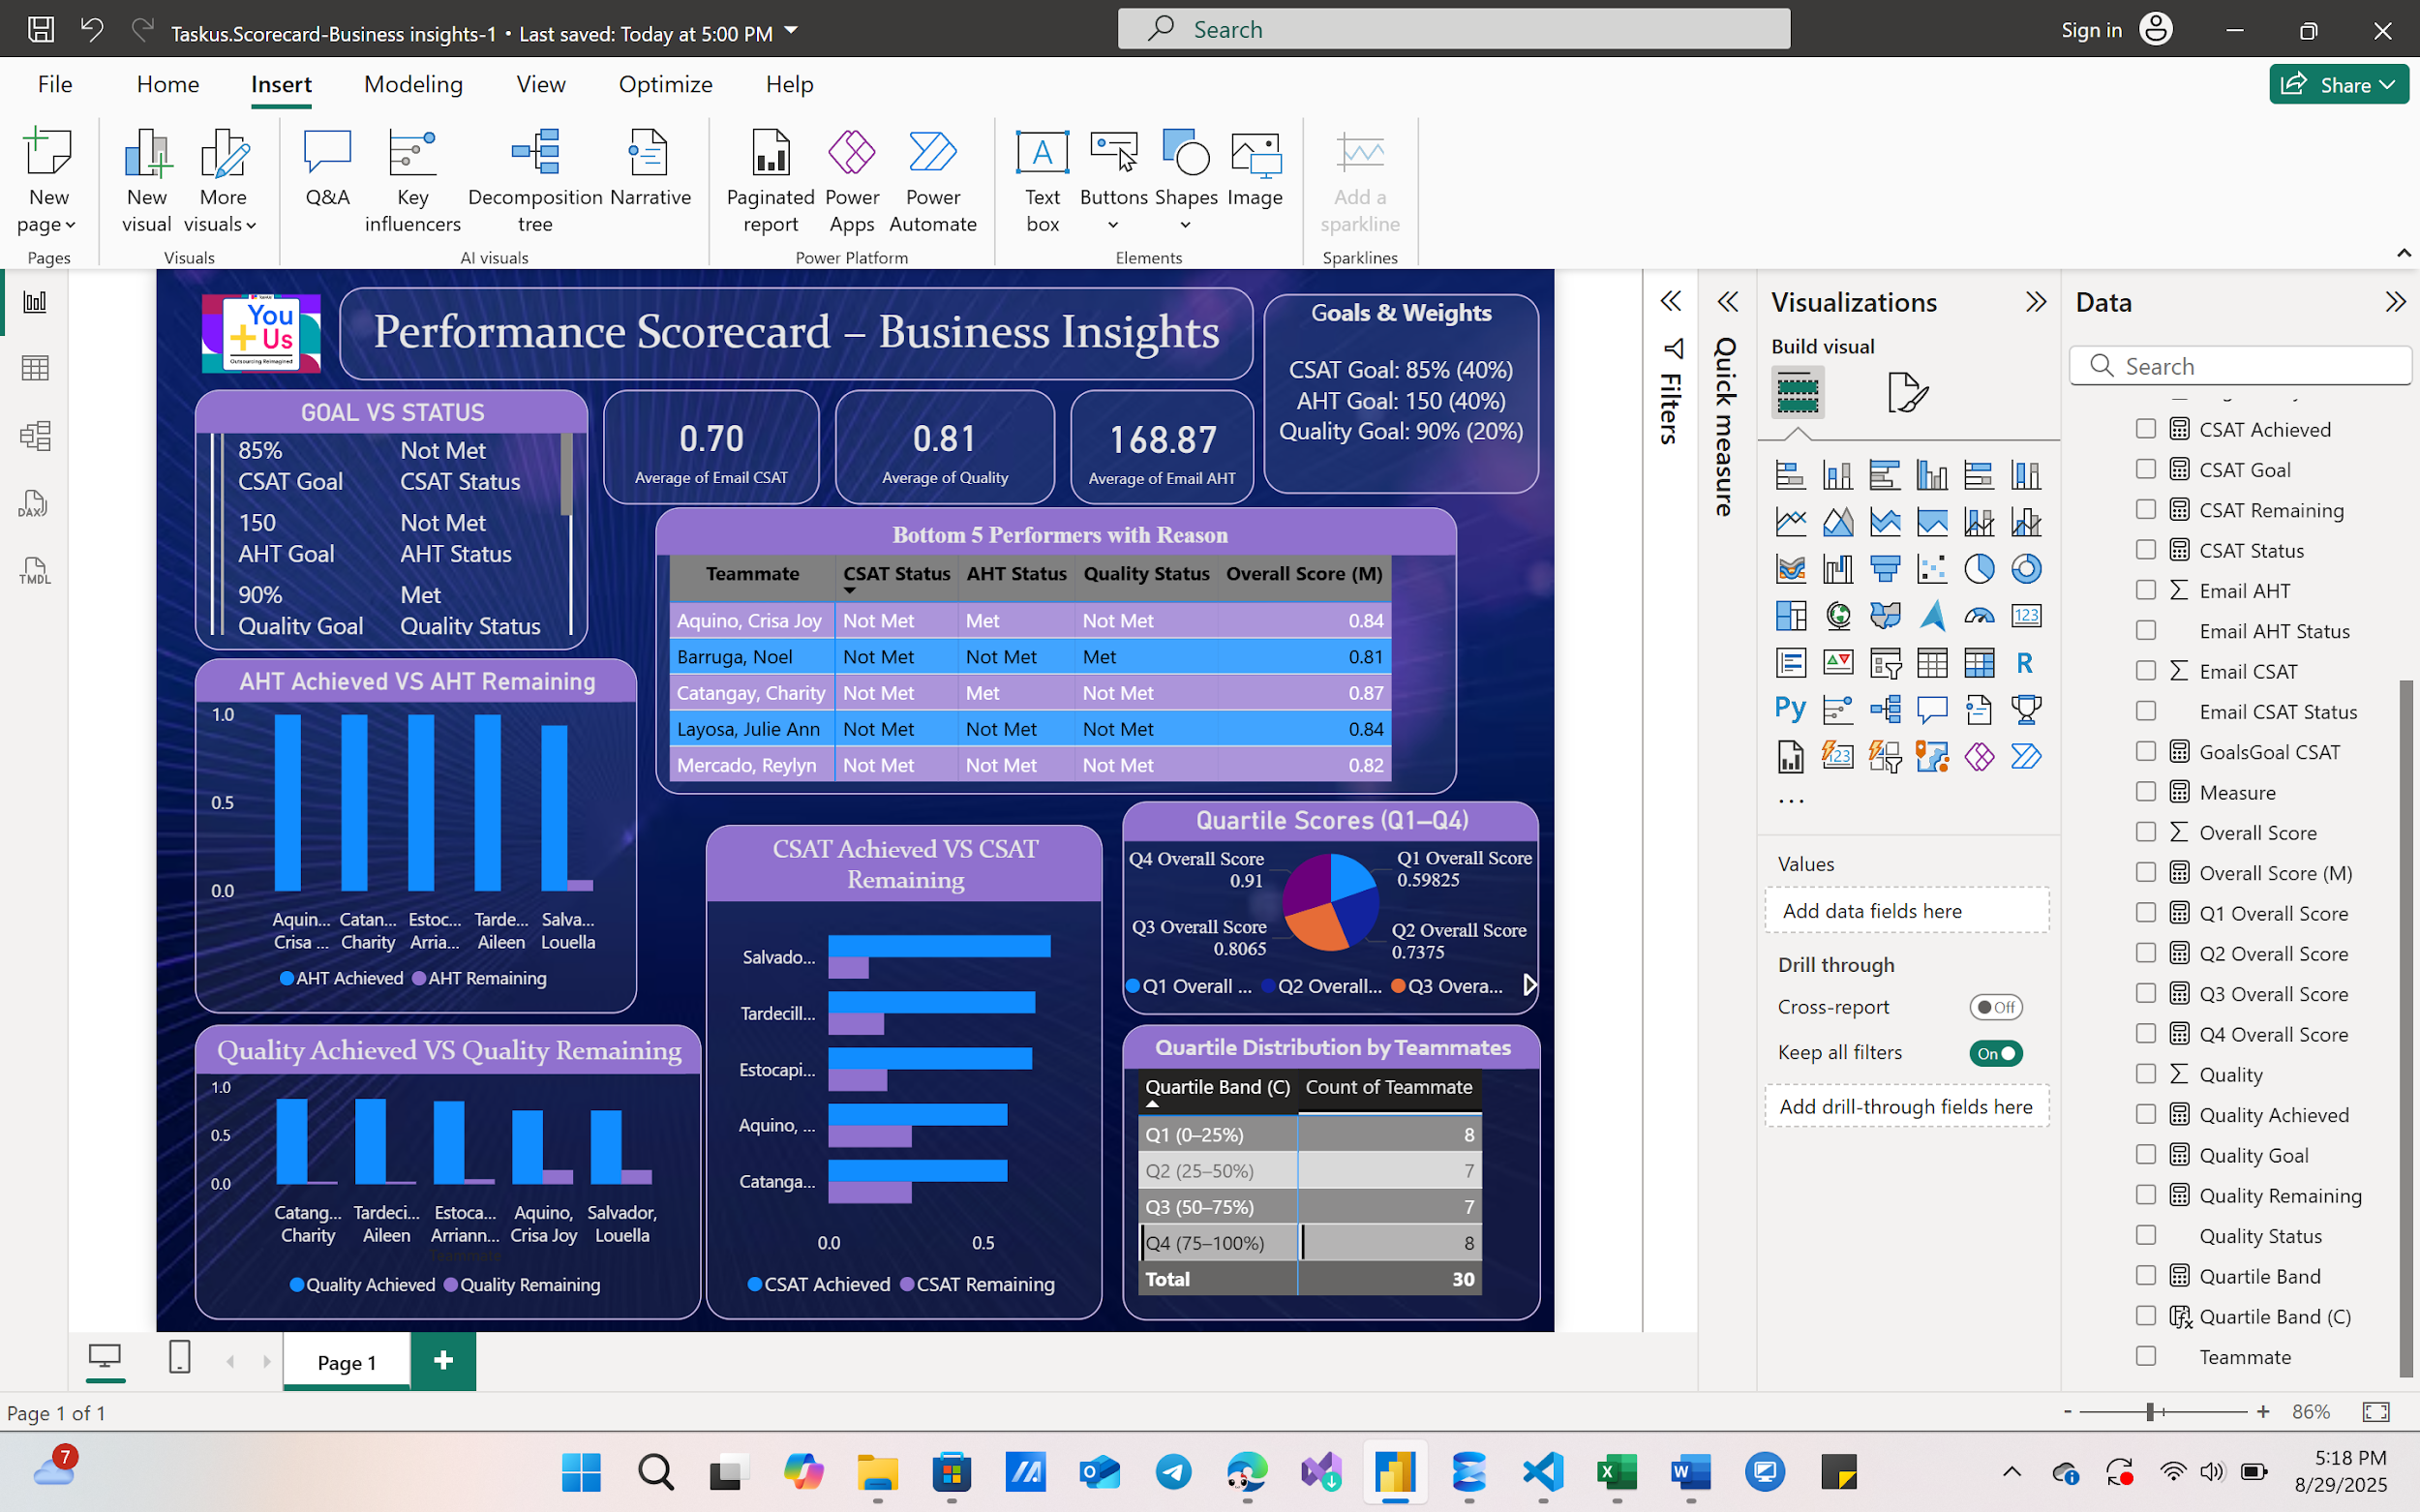 Taskus.Scorecard-Business insights-1 • Last saved: Today at 5:00 PM
Search
Sign in
File
Home
Insert
Modeling
View
Optimize
Help
Share
New page
New visual
More visuals
Q&A
Key influencers
Decomposition tree
Narrative
Paginated report
Power Apps
Power Automate
Text box
Buttons
Shapes
Image
Add a sparkline
Pages
Visuals
AI visuals
Power Platform
Elements
Sparklines
DAX
TMDL
You
+ Us
Outsourcing Reimagined
Performance Scorecard – Business Insights
Goals & Weights
CSAT Goal: 85% (40%)
AHT Goal: 150 (40%)
Quality Goal: 90% (20%)
GOAL VS STATUS
85% Not Met
CSAT Goal CSAT Status
150 Not Met
AHT Goal AHT Status
90% Met
Quality Goal Quality Status
0.70
Average of Email CSAT
0.81
Average of Quality
168.87
Average of Email AHT
Bottom 5 Performers with Reason
Teammate CSAT Status AHT Status Quality Status Overall Score (M)
Aquino, Crisa Joy Not Met Met Not Met 0.84
Barruga, Noel Not Met Not Met Met 0.81
Catangay, Charity Not Met Met Not Met 0.87
Layosa, Julie Ann Not Met Not Met Not Met 0.84
Mercado, Reylyn Not Met Not Met Not Met 0.82
AHT Achieved VS AHT Remaining
1.0
0.5
0.0
Aquin... Catan... Estoc... Tarde... Salva...
Crisa ... Charity Arria... Aileen Louella
AHT Achieved AHT Remaining
Quality Achieved VS Quality Remaining
1.0
0.5
0.0
Catang... Tardeci... Estoca... Aquino, Salvador,
Charity Aileen Arriann... Crisa Joy Louella
Teammate
Quality Achieved Quality Remaining
CSAT Achieved VS CSAT
Remaining
Salvado...
Tardecill...
Estocapi...
Aquino, ...
Catanga...
0.0 0.5
CSAT Achieved CSAT Remaining
Quartile Scores (Q1–Q4)
Q4 Overall Score
0.91
Q1 Overall Score
0.59825
Q3 Overall Score
0.8065
Q2 Overall Score
0.7375
Q1 Overall ... Q2 Overall... Q3 Overa...
Quartile Distribution by Teammates
Quartile Band (C) Count of Teammate
Q1 (0–25%) 8
Q2 (25–50%) 7
Q3 (50–75%) 7
Q4 (75–100%) 8
Total 30
Filters
Quick measure
Visualizations
Build visual
123
R
Py
123
...
Values
Add data fields here
Drill through
Cross-report
Off
Keep all filters
On
Add drill-through fields here
Data
Search
CSAT Achieved
CSAT Goal
CSAT Remaining
CSAT Status
Email AHT
Email AHT Status
Email CSAT
Email CSAT Status
GoalsGoal CSAT
Measure
Overall Score
Overall Score (M)
Q1 Overall Score
Q2 Overall Score
Q3 Overall Score
Q4 Overall Score
Quality
Quality Achieved
Quality Goal
Quality Remaining
Quality Status
Quartile Band
Quartile Band (C)
Teammate
Page 1
Page 1 of 1
- + 86%
7
5:18 PM
8/29/2025